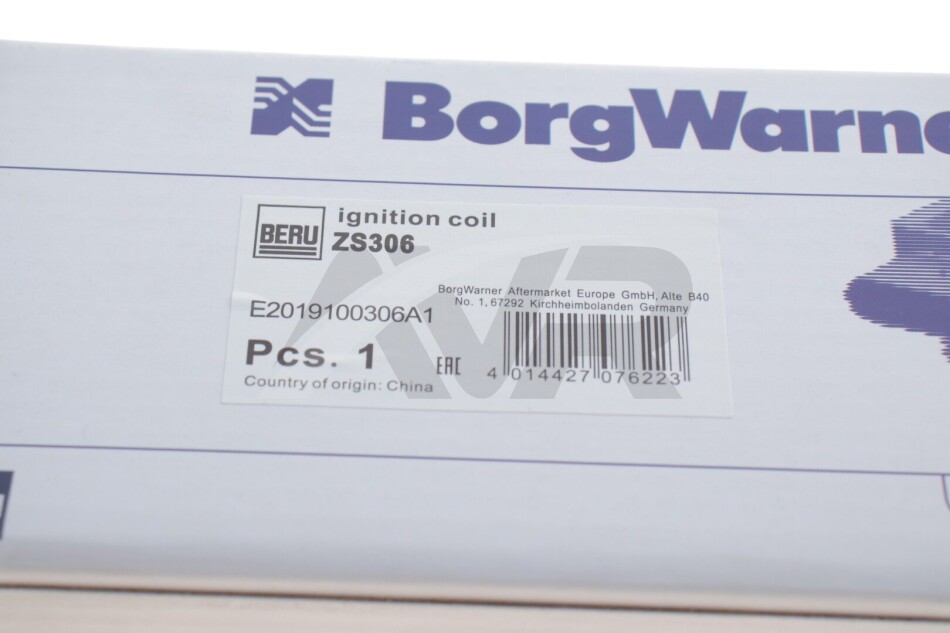 BorgWarne
BERU
ignition coil
ZS306
BorgWarner Aftermarket Europe GmbH, Alte B40
No. 1, 67292 Kirchheimbolanden Germany
E2019100306A1
Pcs. 1
EAC
4 014427 076223
Country of origin: China